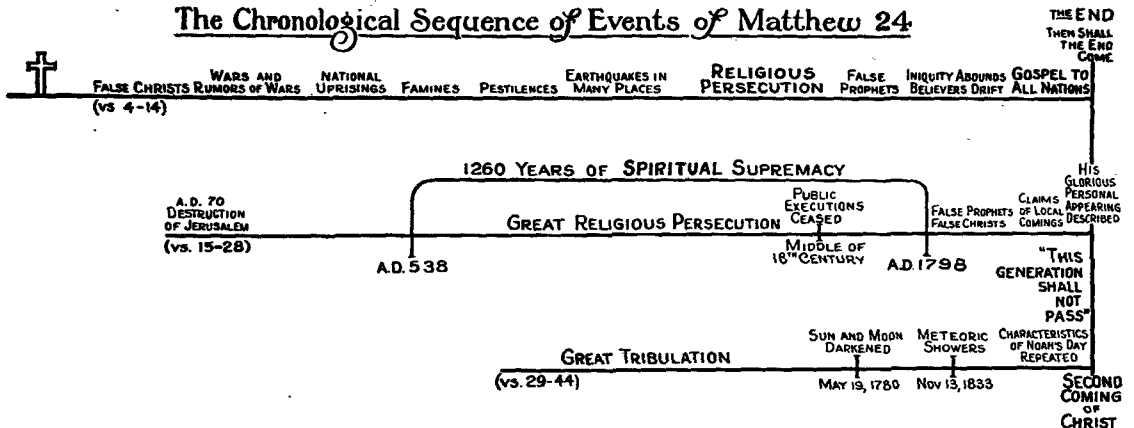 The Chronological Sequence of Events of Matthew 24
THE END
THEN SHALL
THE END
COME
FALSE CHRISTS
WARS AND
RUMORS OF WARS
NATIONAL
UPRISINGS
FAMINES
PESTILENCES
EARTHQUAKES IN
MANY PLACES
RELIGIOUS
PERSECUTION
FALSE
PROPHETS
INIQUITY ABOUNDS
BELIEVERS DRIFT
GOSPEL TO
ALL NATIONS
(vs 4-14)
1260 YEARS OF SPIRITUAL SUPREMACY
A.D. 70
DESTRUCTION
OF JERUSALEM
(vs. 15-28)
GREAT RELIGIOUS PERSECUTION
PUBLIC
EXECUTIONS
CEASED
FALSE PROPHETS
FALSE CHRISTS
CLAIMS
OF LOCAL
COMINGS
HIS
GLORIOUS
PERSONAL
APPEARING
DESCRIBED
A.D. 538
MIDDLE OF
18TH CENTURY
A.D. 1798
"THIS
GENERATION
SHALL
NOT
PASS"
GREAT TRIBULATION
(vs. 29-44)
SUN AND MOON
DARKENED
METEORIC
SHOWERS
CHARACTERISTICS
OF NOAH'S DAY
REPEATED
MAY 19, 1780
NOV 13, 1833
SECOND
COMING
OF
CHRIST